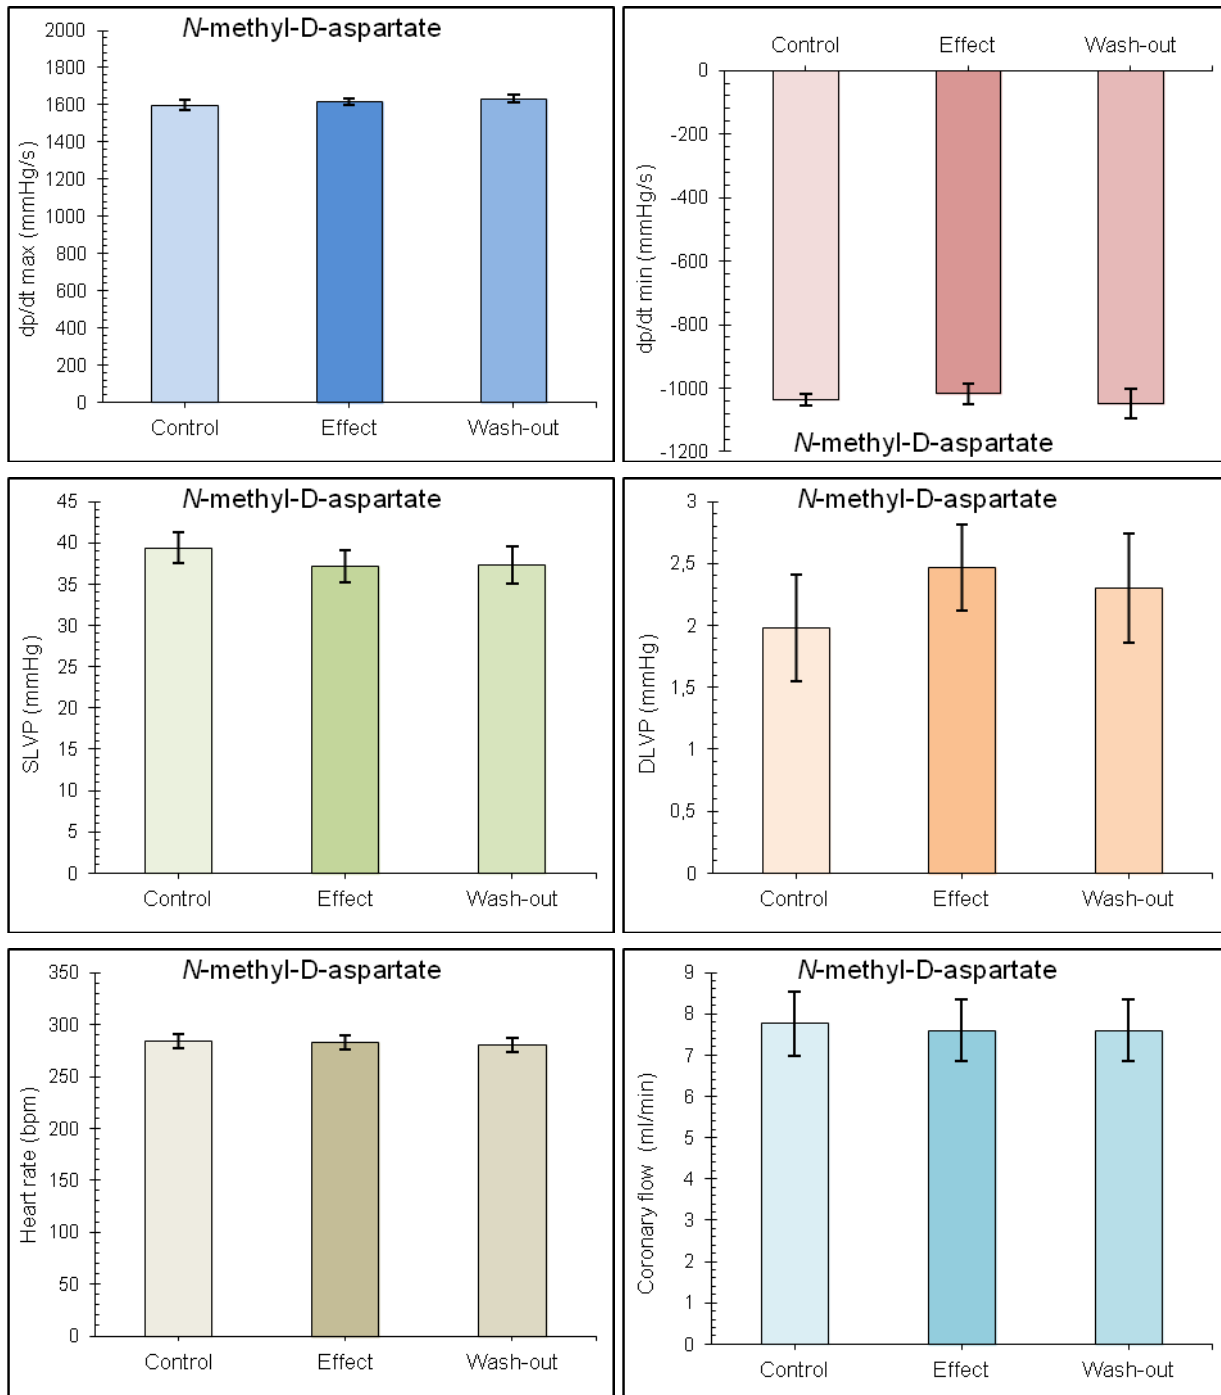 N-methyl-D-aspartate
dp/dt max (mmHg/s)
2000
1800
1600
1400
1200
1000
800
600
400
200
0
Control Effect Wash-out
Control Effect Wash-out
dp/dt min (mmHg/s)
0
-200
-400
-600
-800
-1000
-1200
N-methyl-D-aspartate
N-methyl-D-aspartate
SLVP (mmHg)
45
40
35
30
25
20
15
10
5
0
Control Effect Wash-out
N-methyl-D-aspartate
DLVP (mmHg)
3
2,5
2
1,5
1
0,5
0
Control Effect Wash-out
N-methyl-D-aspartate
Heart rate (bpm)
350
300
250
200
150
100
50
0
Control Effect Wash-out
N-methyl-D-aspartate
Coronary flow (ml/min)
9
8
7
6
5
4
3
2
1
0
Control Effect Wash-out